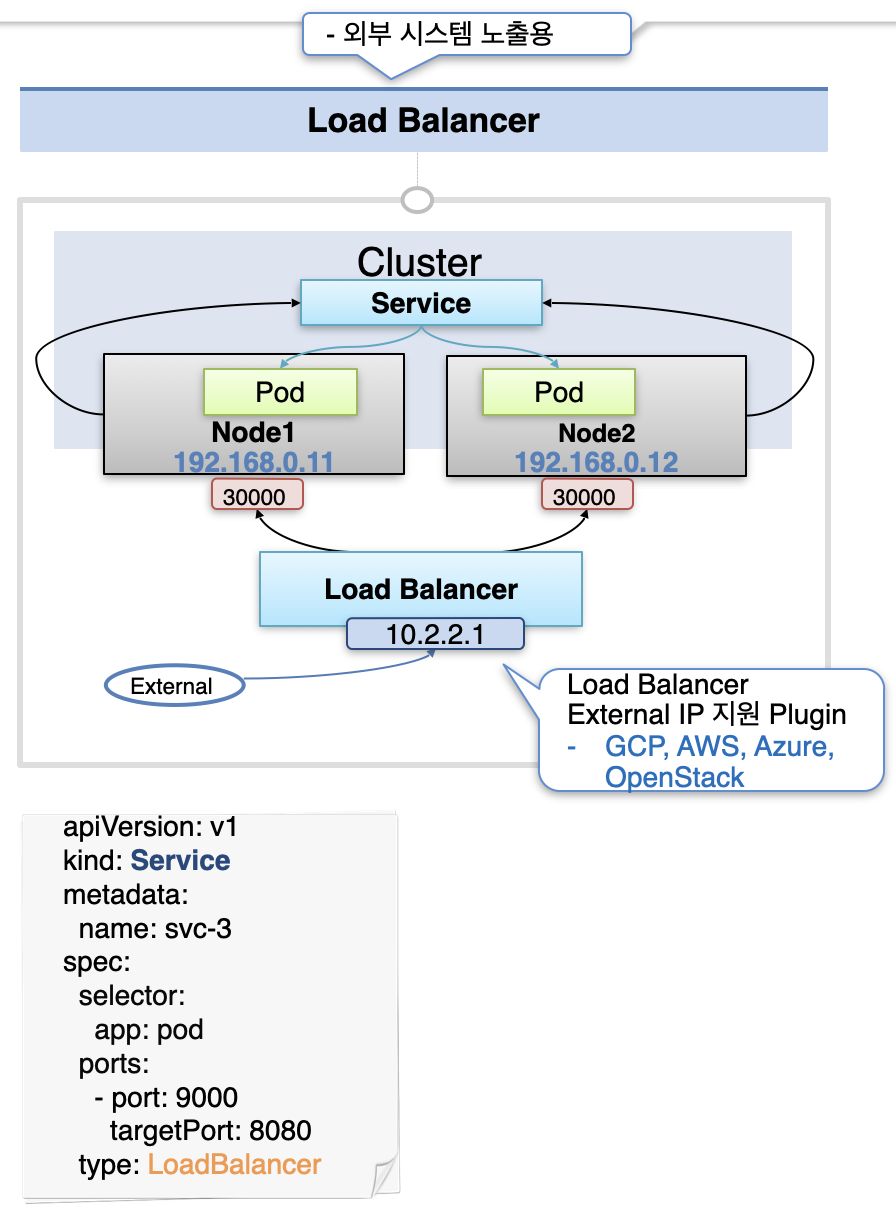 - 외부 시스템 노출용
Load Balancer
Cluster
Service
Pod
Pod
Node1
Node2
192.168.0.11
192.168.0.12
30000
30000
Load Balancer
10.2.2.1
External
Load Balancer
External IP 지원 Plugin
- GCP, AWS, Azure,
OpenStack
apiVersion: v1
kind: Service
metadata:
  name: svc-3
spec:
  selector:
    app: pod
  ports:
    - port: 9000
      targetPort: 8080
  type: LoadBalancer